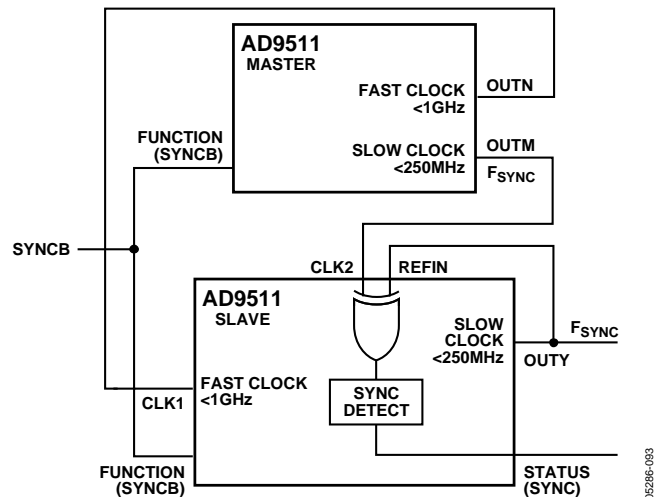 AD9511
MASTER
FAST CLOCK
<1GHz
OUTN
FUNCTION
(SYNCB)
SLOW CLOCK
<250MHz
OUTM
FSYNC
SYNCB
CLK2
REFIN
AD9511
SLAVE
SLOW
CLOCK
<250MHz
FSYNC
OUTY
FAST CLOCK
<1GHz
CLK1
SYNC
DETECT
FUNCTION
(SYNCB)
STATUS
(SYNC)
05286-093